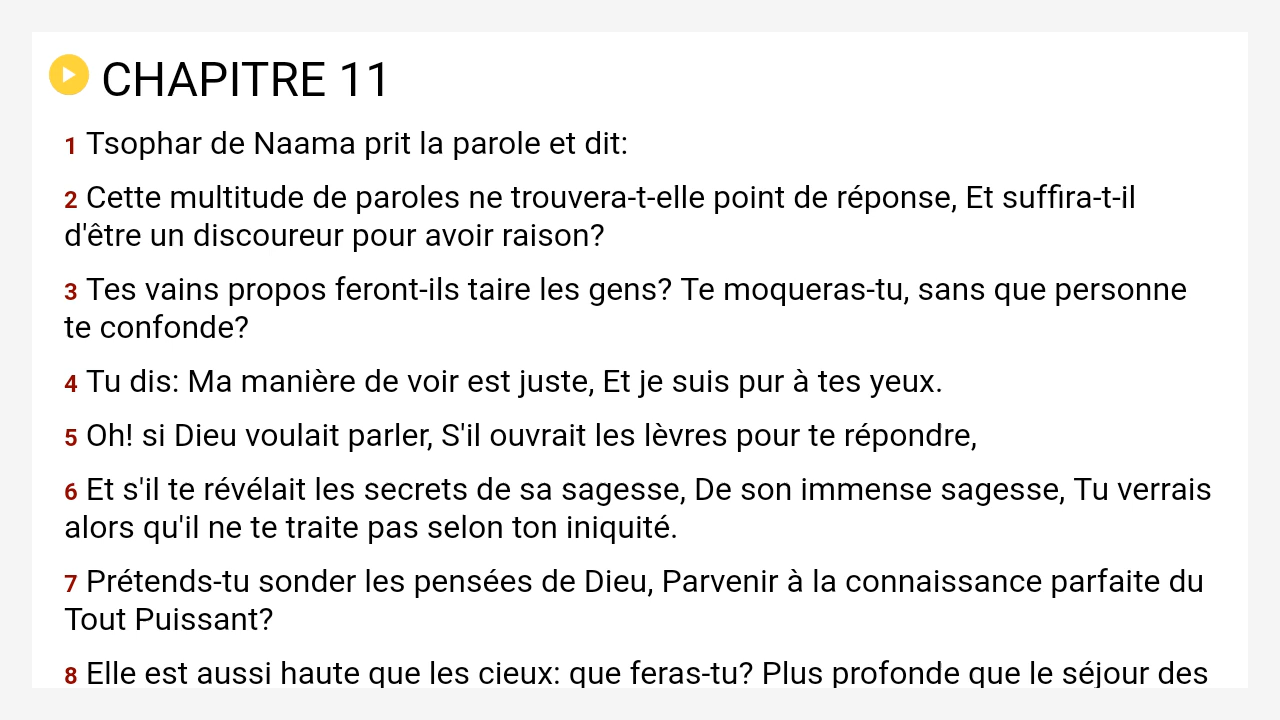 CHAPITRE 11
1 Tsophar de Naama prit la parole et dit:
2 Cette multitude de paroles ne trouvera-t-elle point de réponse, Et suffira-t-il
d'être un discoureur pour avoir raison?
3 Tes vains propos feront-ils taire les gens? Te moqueras-tu, sans que personne
te confonde?
4 Tu dis: Ma manière de voir est juste, Et je suis pur à tes yeux.
5 Oh! si Dieu voulait parler, S'il ouvrait les lèvres pour te répondre,
6 Et s'il te révélait les secrets de sa sagesse, De son immense sagesse, Tu verrais
alors qu'il ne te traite pas selon ton iniquité.
7 Prétends-tu sonder les pensées de Dieu, Parvenir à la connaissance parfaite du
Tout Puissant?
8 Elle est aussi haute que les cieux: que feras-tu? Plus profonde que le séjour des